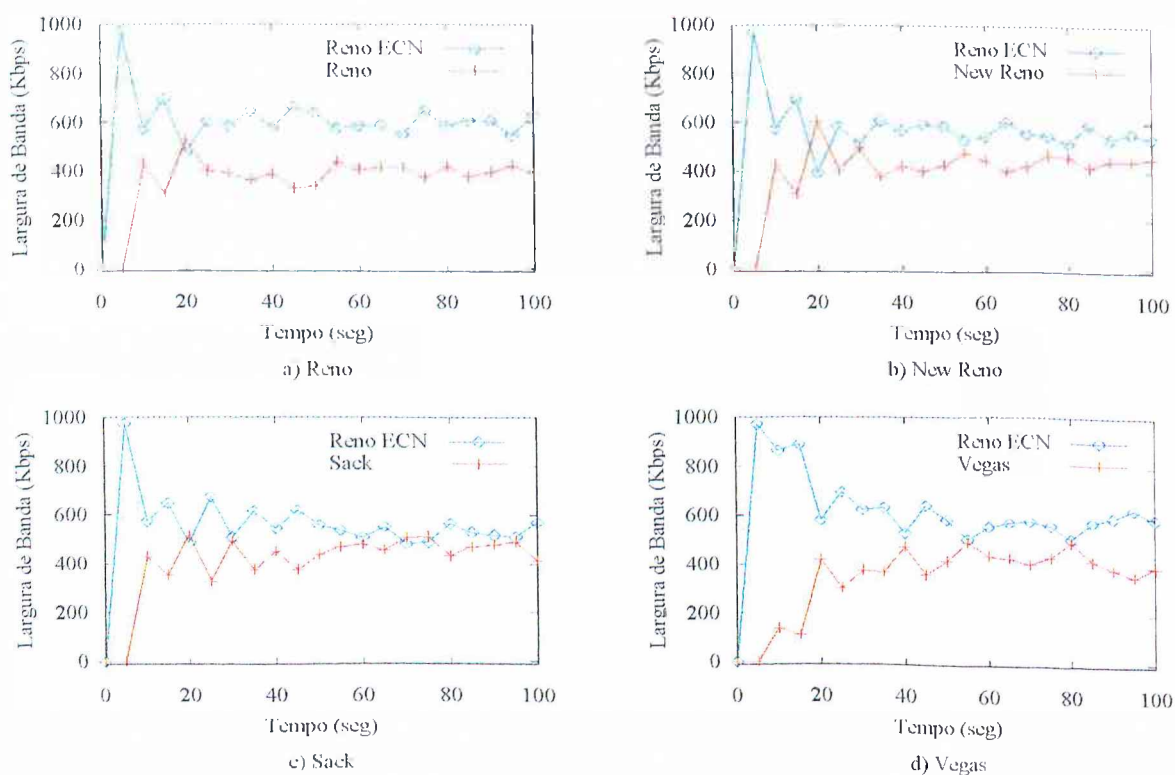 Largura de Banda (Kbps)
1000
800
600
400
200
0
Reno ECN
Reno
0 20 40 60 80 100
Tempo (seg)
a) Reno
Largura de Banda (Kbps)
1000
800
600
400
200
0
Reno ECN
New Reno
0 20 40 60 80 100
Tempo (seg)
b) New Reno
Largura de Banda (Kbps)
1000
800
600
400
200
0
Reno ECN
Sack
0 20 40 60 80 100
Tempo (seg)
c) Sack
Largura de Banda (Kbps)
1000
800
600
400
200
0
Reno ECN
Vegas
0 20 40 60 80 100
Tempo (seg)
d) Vegas